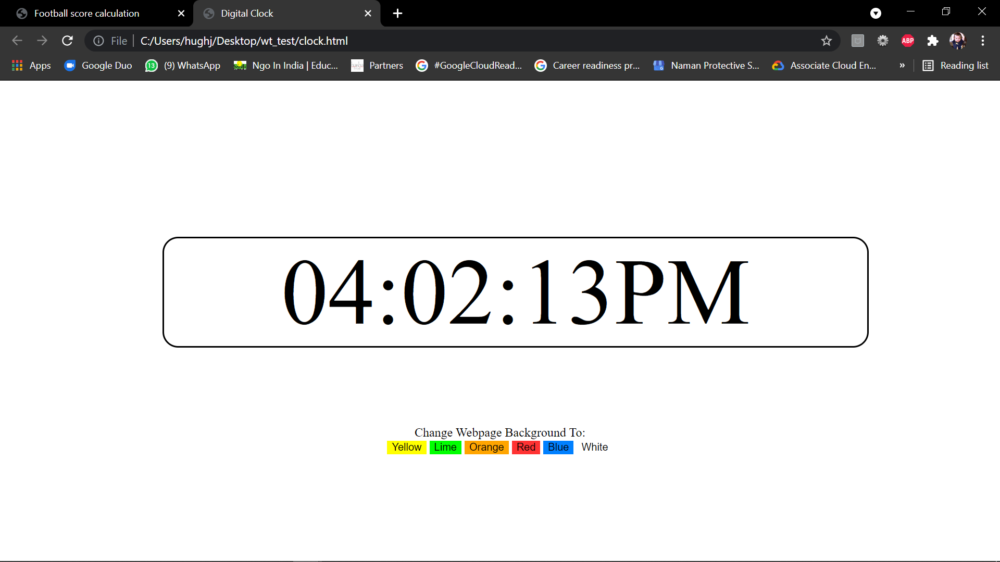 Football score calculation
Digital Clock
File
C:/Users/hughj/Desktop/wt_test/clock.html
ABP
Apps
Google Duo
13
(9) WhatsApp
Ngo In India | Educ...
Partners
#GoogleCloudRead...
Career readiness pr...
Naman Protective S...
Associate Cloud En...
»
Reading list
04:02:13PM
Change Webpage Background To:
Yellow Lime Orange Red Blue White